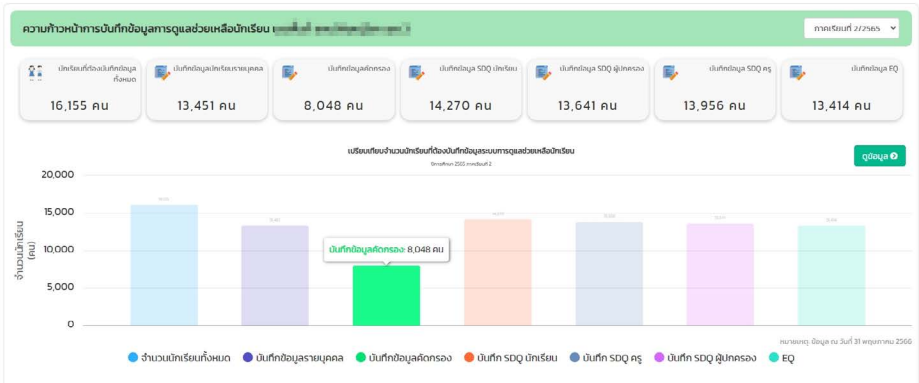 ความก้าวหน้าการบันทึกข้อมูลการดูแลช่วยเหลือนักเรียน
ภาคเรียนที่ 2/2565
นักเรียนที่ต้องบันทึกข้อมูล
ทั้งหมด
16,155 คน
บันทึกข้อมูลนักเรียนรายบุคคล
13,451 คน
บันทึกข้อมูลคัดกรอง
8,048 คน
บันทึกข้อมูล SDQ นักเรียน
14,270 คน
บันทึกข้อมูล SDQ ผู้ปกครอง
13,641 คน
บันทึกข้อมูล SDQ ครู
13,956 คน
บันทึกข้อมูล EQ
13,414 คน
เปรียบเทียบจำนวนนักเรียนที่ต้องบันทึกข้อมูลระบบการดูแลช่วยเหลือนักเรียน
ปีการศึกษา 2565 ภาคเรียนที่ 2
ดูข้อมูล
จำนวนนักเรียน
(คน)
20,000
15,000
10,000
5,000
0
บันทึกข้อมูลคัดกรอง: 8,048 คน
หมายเหตุ: ข้อมูล ณ วันที่ 31 พฤษภาคม 2566
จำนวนนักเรียนทั้งหมด บันทึกข้อมูลรายบุคคล บันทึกข้อมูลคัดกรอง บันทึก SDQ นักเรียน บันทึก SDQ ครู บันทึก SDQ ผู้ปกครอง EQ